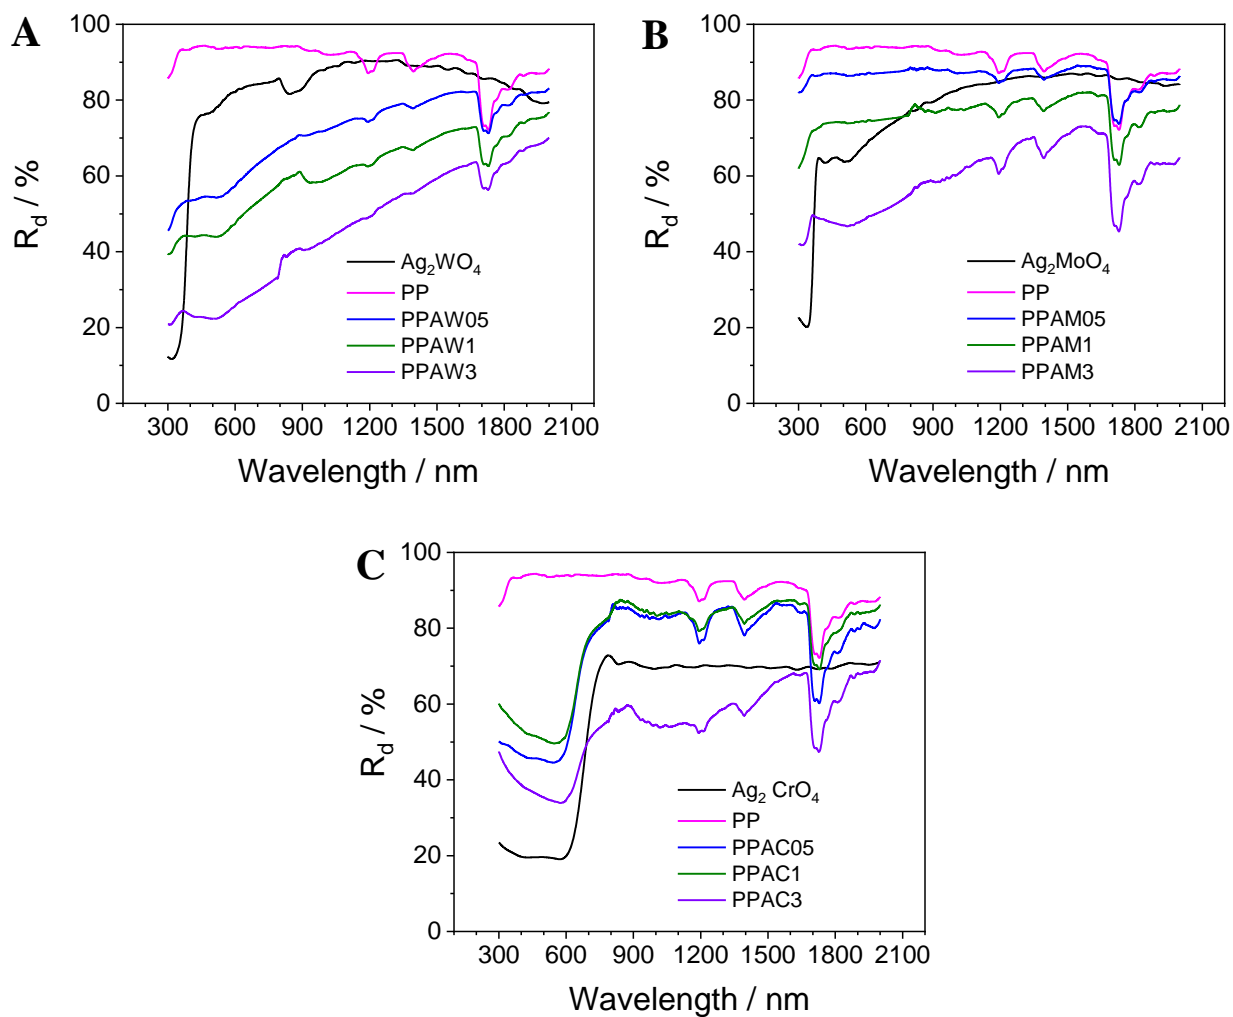 A
100
80
60
40
20
0
R_d / %
Ag₂WO₄
PP
PPAW05
PPAW1
PPAW3
300 600 900 1200 1500 1800 2100
Wavelength / nm
B
100
80
60
40
20
0
R_d / %
Ag₂MoO₄
PP
PPAM05
PPAM1
PPAM3
300 600 900 1200 1500 1800 2100
Wavelength / nm
C
100
80
60
40
20
0
R_d / %
Ag₂ CrO₄
PP
PPAC05
PPAC1
PPAC3
300 600 900 1200 1500 1800 2100
Wavelength / nm